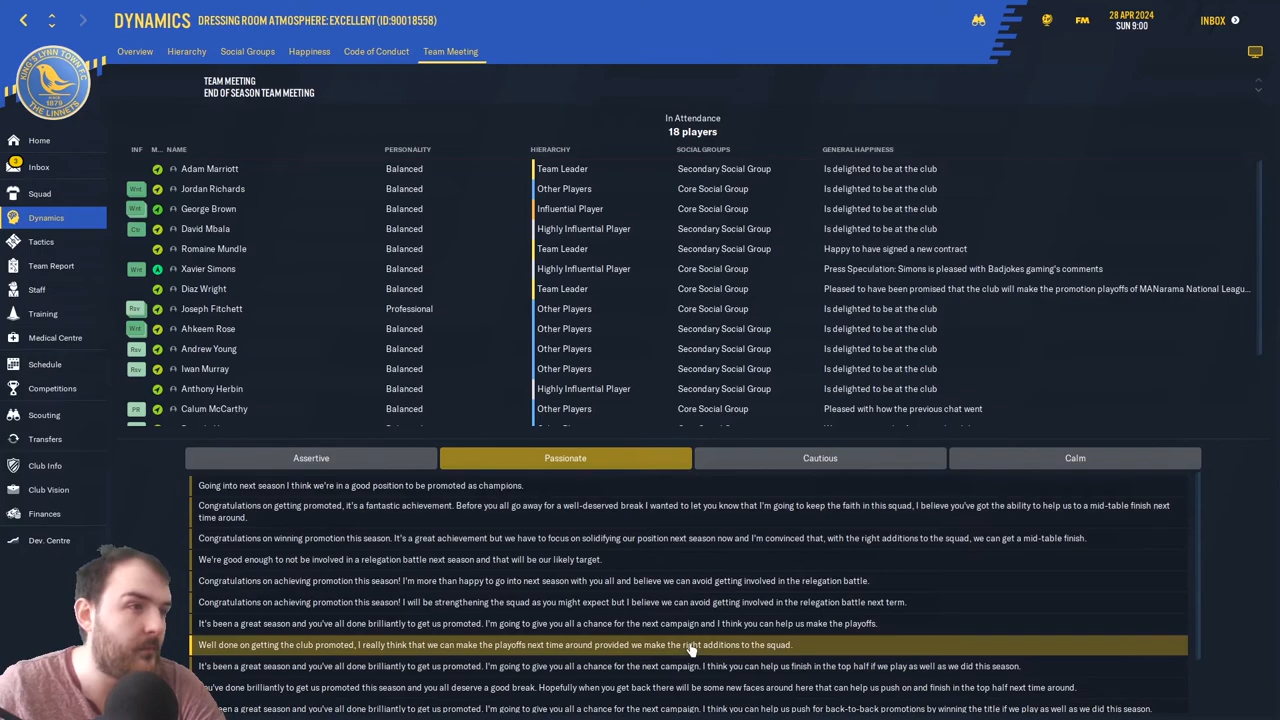 DYNAMICS DRESSING ROOM ATMOSPHERE: EXCELLENT (ID:90018558)
FM 28 APR 2024 SUN 9:00 INBOX
Overview Hierarchy Social Groups Happiness Code of Conduct Team Meeting
KING'S LYNN TOWN F.C
SINCE 1879
THE LINNETS
TEAM MEETING
END OF SEASON TEAM MEETING
In Attendance
18 players
INF M... NAME PERSONALITY HIERARCHY SOCIAL GROUPS GENERAL HAPPINESS
Adam Marriott Balanced Team Leader Secondary Social Group Is delighted to be at the club
Wnt Jordan Richards Balanced Other Players Core Social Group Is delighted to be at the club
Wnt George Brown Balanced Influential Player Core Social Group Is delighted to be at the club
Ctr David Mbala Balanced Highly Influential Player Secondary Social Group Is delighted to be at the club
Romaine Mundle Balanced Team Leader Secondary Social Group Happy to have signed a new contract
Wnt Xavier Simons Balanced Highly Influential Player Core Social Group Press Speculation: Simons is pleased with Badjokes gaming's comments
Diaz Wright Balanced Team Leader Core Social Group Pleased to have been promised that the club will make the promotion playoffs of MANarama National Leagu...
Rsv Joseph Fitchett Professional Other Players Core Social Group Is delighted to be at the club
Wnt Ahkeem Rose Balanced Other Players Secondary Social Group Is delighted to be at the club
Rsv Andrew Young Balanced Other Players Secondary Social Group Is delighted to be at the club
Rsv Iwan Murray Balanced Other Players Secondary Social Group Is delighted to be at the club
Anthony Herbin Balanced Highly Influential Player Secondary Social Group Is delighted to be at the club
PR Calum McCarthy Balanced Other Players Core Social Group Pleased with how the previous chat went
Home
Inbox 3
Squad
Dynamics
Tactics
Team Report
Staff
Training
Medical Centre
Schedule
Competitions
Scouting
Transfers
Club Info
Club Vision
Finances
Dev. Centre
Assertive Passionate Cautious Calm
Going into next season I think we're in a good position to be promoted as champions.
Congratulations on getting promoted, it's a fantastic achievement. Before you all go away for a well-deserved break I wanted to let you know that I'm going to keep the faith in this squad, I believe you've got the ability to help us to a mid-table finish next
time around.
Congratulations on winning promotion this season. It's a great achievement but we have to focus on solidifying our position next season now and I'm convinced that, with the right additions to the squad, we can get a mid-table finish.
We're good enough to not be involved in a relegation battle next season and that will be our likely target.
Congratulations on achieving promotion this season! I'm more than happy to go into next season with you all and believe we can avoid getting involved in the relegation battle.
Congratulations on achieving promotion this season! I will be strengthening the squad as you might expect but I believe we can avoid getting involved in the relegation battle next term.
It's been a great season and you've all done brilliantly to get us promoted. I'm going to give you all a chance for the next campaign and I think you can help us make the playoffs.
Well done on getting the club promoted, I really think that we can make the playoffs next time around provided we make the right additions to the squad.
It's been a great season and you've all done brilliantly to get us promoted. I'm going to give you all a chance for the next campaign. I think you can help us finish in the top half if we play as well as we did this season.
You've done brilliantly to get us promoted this season and you all deserve a good break. Hopefully when you get back there will be some new faces around here that can help us push on and finish in the top half next time around.
a great season and you've all done brilliantly to get us promoted. I'm going to give you all a chance for the next campaign. I think you can help us push for back-to-back promotions by winning the title if we play as well as we did this season.